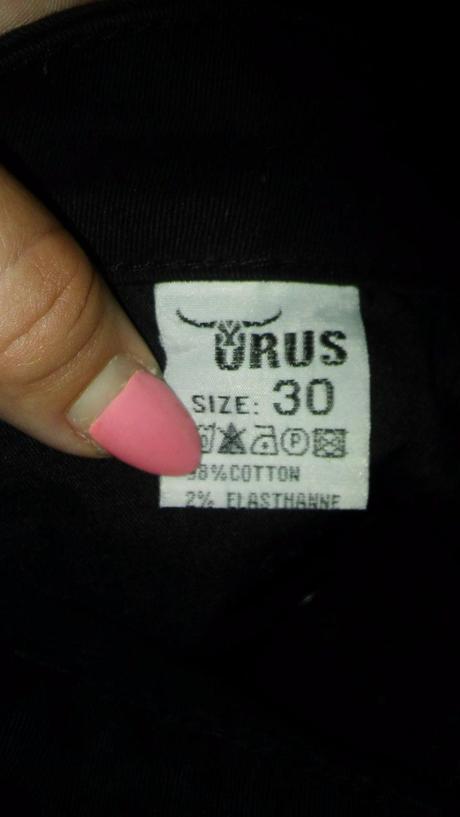 URUS
SIZE: 30
P
98%COTTON
2% ELASTHANNE